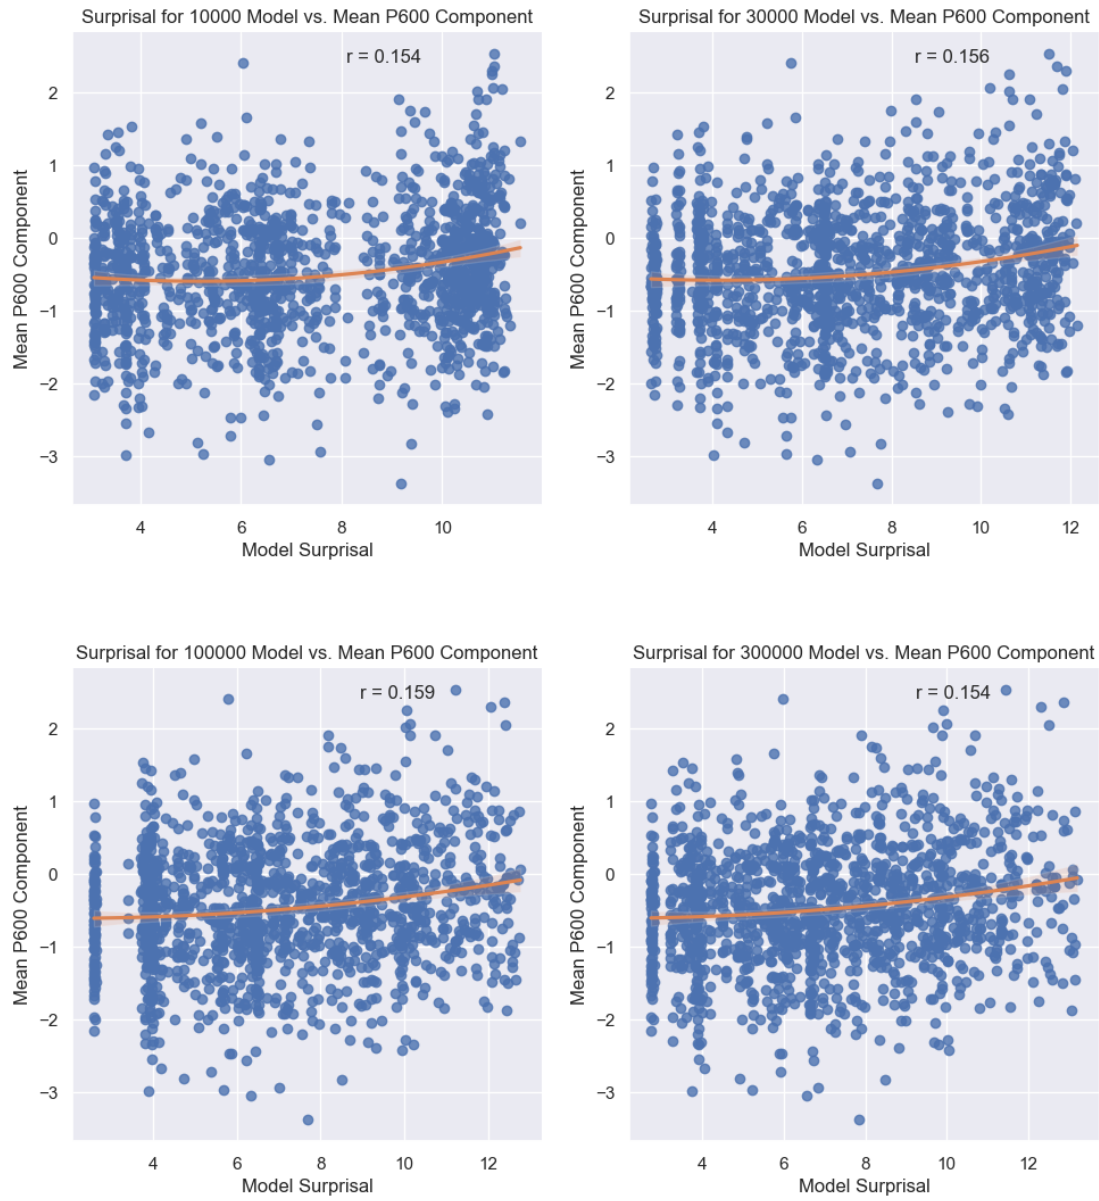 Surprisal for 10000 Model vs. Mean P600 Component
r = 0.154
2
1
0
−1
−2
−3
Mean P600 Component
4 6 8 10
Model Surprisal
Surprisal for 30000 Model vs. Mean P600 Component
r = 0.156
2
1
0
−1
−2
−3
Mean P600 Component
4 6 8 10 12
Model Surprisal
Surprisal for 100000 Model vs. Mean P600 Component
r = 0.159
2
1
0
−1
−2
−3
Mean P600 Component
4 6 8 10 12
Model Surprisal
Surprisal for 300000 Model vs. Mean P600 Component
r = 0.154
2
1
0
−1
−2
−3
Mean P600 Component
4 6 8 10 12
Model Surprisal